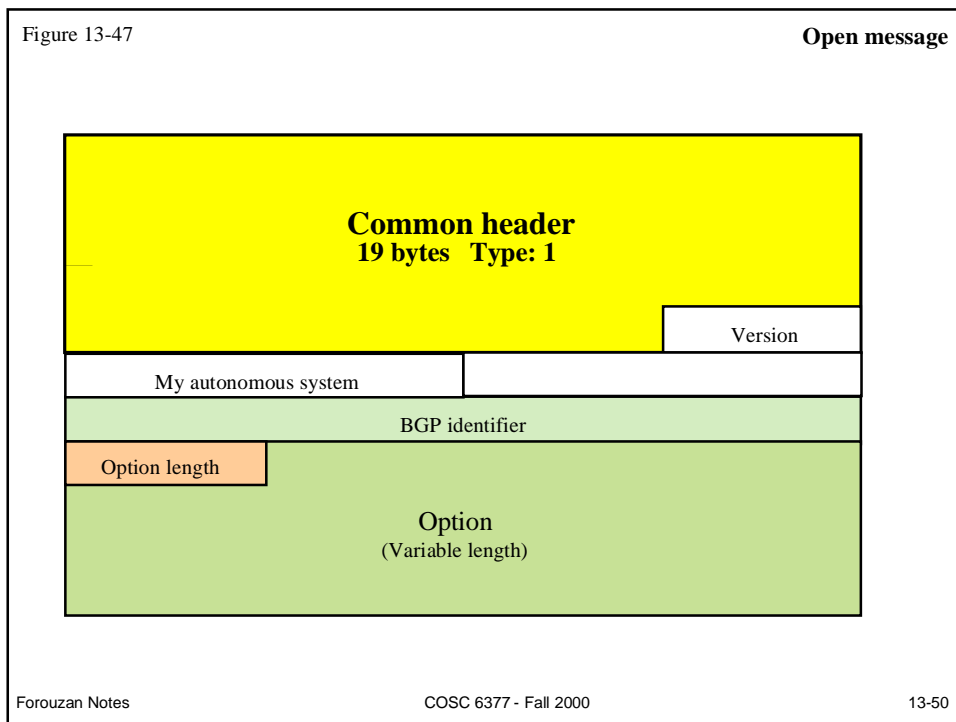 Figure 13-47
Open message
Common header
19 bytes Type: 1
Version
My autonomous system
BGP identifier
Option length
Option
(Variable length)
Forouzan Notes
COSC 6377 - Fall 2000
13-50